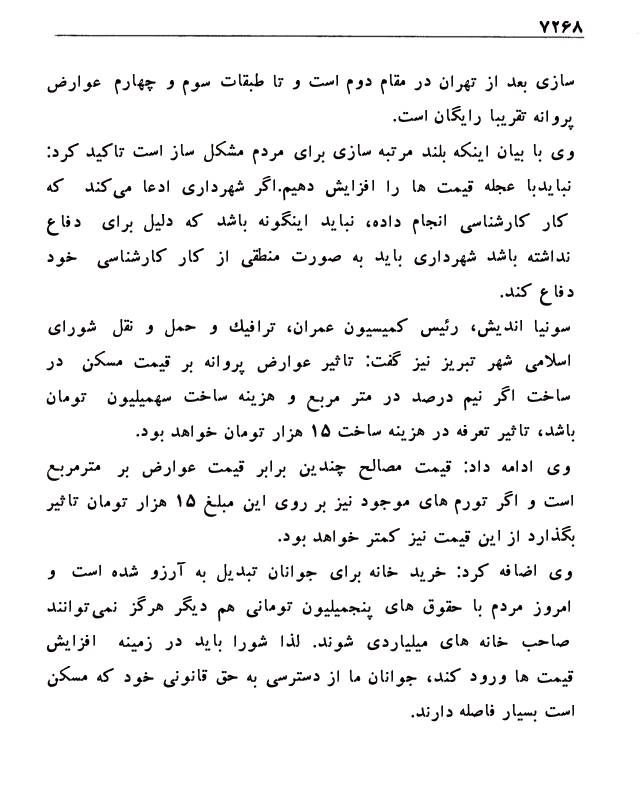 ۷۲۶۸
سازی بعد از تهران در مقام دوم است و تا طبقات سوم و چهارم عوارض
پروانه تقریبا رایگان است.
وی با بیان اینکه بلند مرتبه سازی برای مردم مشکل ساز است تاکید کرد:
نبایدبا عجله قیمت ها را افزایش دهیم.اگر شهرداری ادعا می‌کند که
کار کارشناسی انجام داده، نباید اینگونه باشد که دلیل برای دفاع
نداشته باشد شهرداری باید به صورت منطقی از کار کارشناسی خود
دفاع کند.
سونیا اندیش، رئیس کمیسیون عمران، ترافیك و حمل و نقل شورای
اسلامی شهر تبریز نیز گفت: تاثیر عوارض پروانه بر قیمت مسکن در
ساخت اگر نیم درصد در متر مربع و هزینه ساخت سهمیلیون تومان
باشد، تاثیر تعرفه در هزینه ساخت ۱۵ هزار تومان خواهد بود.
وی ادامه داد: قیمت مصالح چندین برابر قیمت عوارض بر مترمربع
است و اگر تورم های موجود نیز بر روی این مبلغ ۱۵ هزار تومان تاثیر
بگذارد از این قیمت نیز کمتر خواهد بود.
وی اضافه کرد: خرید خانه برای جوانان تبدیل به آرزو شده است و
امروز مردم با حقوق های پنجمیلیون تومانی هم دیگر هرگز نمی‌توانند
صاحب خانه های میلیاردی شوند. لذا شورا باید در زمینه افزایش
قیمت ها ورود کند، جوانان ما از دسترسی به حق قانونی خود که مسکن
است بسیار فاصله دارند.